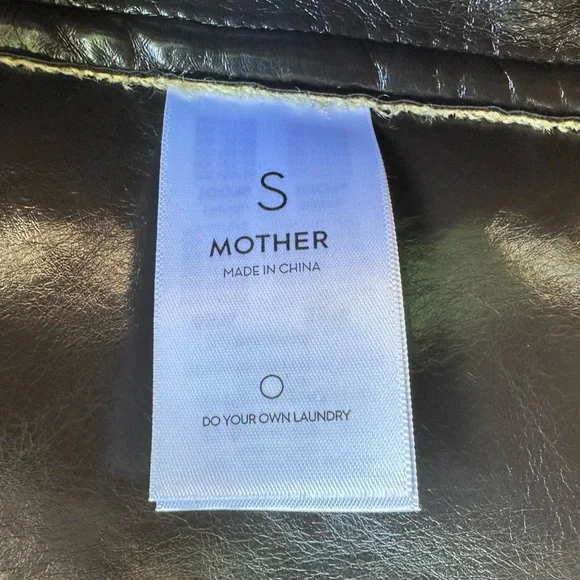 S
MOTHER
MADE IN CHINA
DO YOUR OWN LAUNDRY